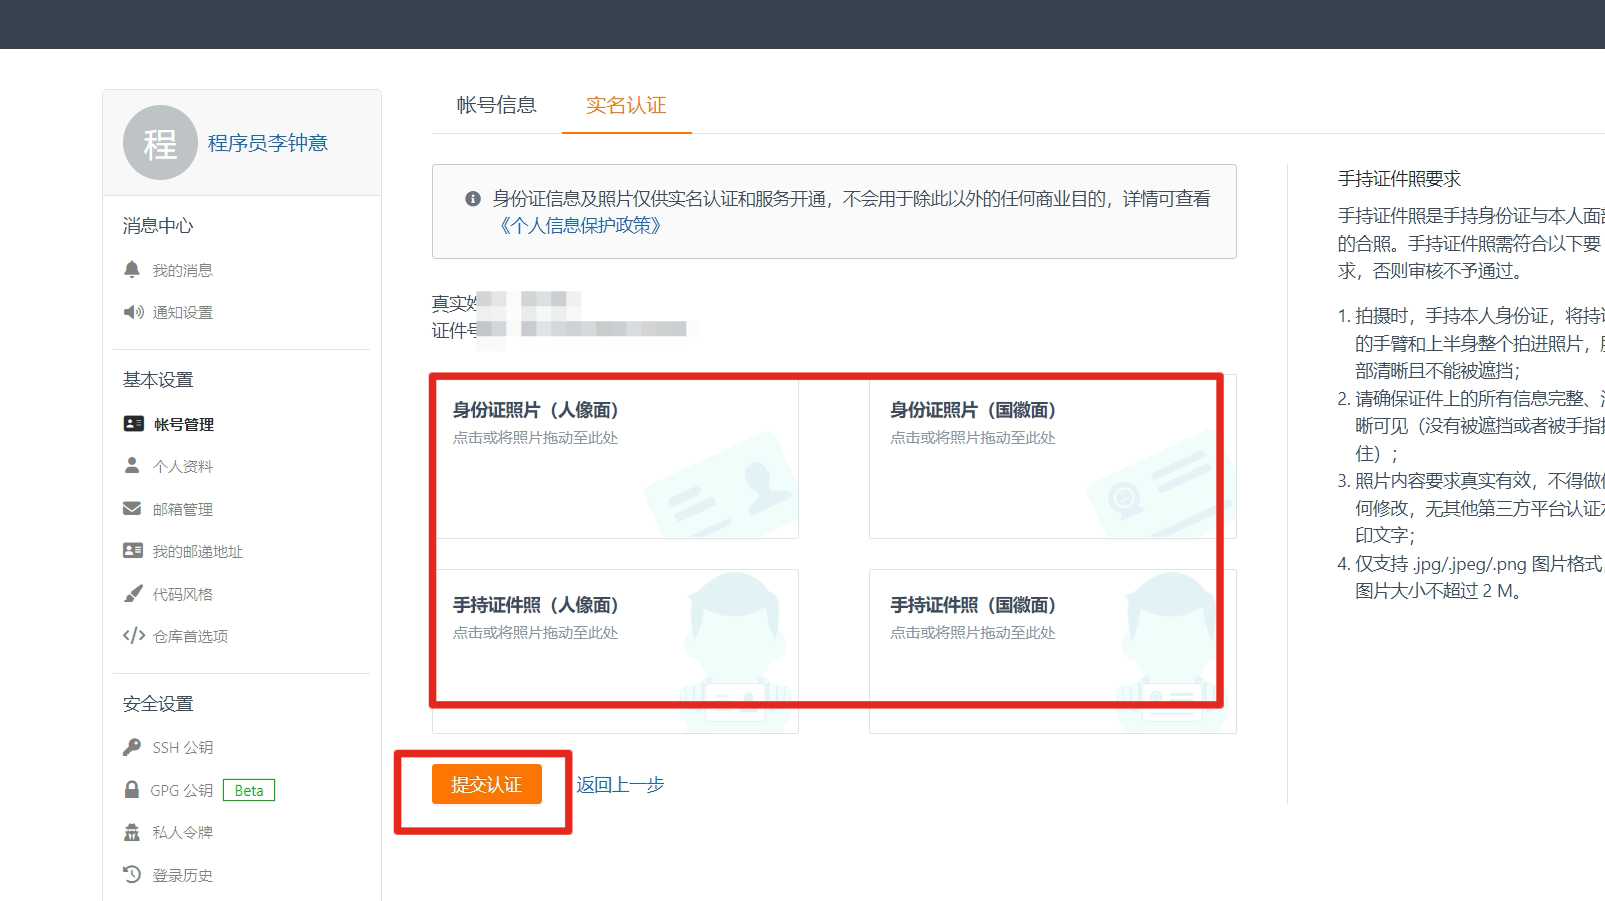 程
程序员李钟意
消息中心
我的消息
通知设置
基本设置
帐号管理
个人资料
邮箱管理
我的邮递地址
代码风格
仓库首选项
安全设置
SSH 公钥
GPG 公钥 Beta
私人令牌
登录历史
帐号信息 实名认证
身份证信息及照片仅供实名认证和服务开通，不会用于除此以外的任何商业目的，详情可查看
《个人信息保护政策》
真实姓
证件号
身份证照片（人像面）
点击或将照片拖动至此处
身份证照片（国徽面）
点击或将照片拖动至此处
手持证件照（人像面）
点击或将照片拖动至此处
手持证件照（国徽面）
点击或将照片拖动至此处
提交认证 返回上一步
手持证件照要求
手持证件照是手持身份证与本人面部
的合照。手持证件照需符合以下要
求，否则审核不予通过。
1. 拍摄时，手持本人身份证，将持证
的手臂和上半身整个拍进照片，
部清晰且不能被遮挡；
2. 请确保证件上的所有信息完整、
晰可见（没有被遮挡或者被手指
住）；
3. 照片内容要求真实有效，不得做任
何修改，无其他第三方平台认证水
印文字；
4. 仅支持 .jpg/.jpeg/.png 图片格式，
图片大小不超过 2 M。